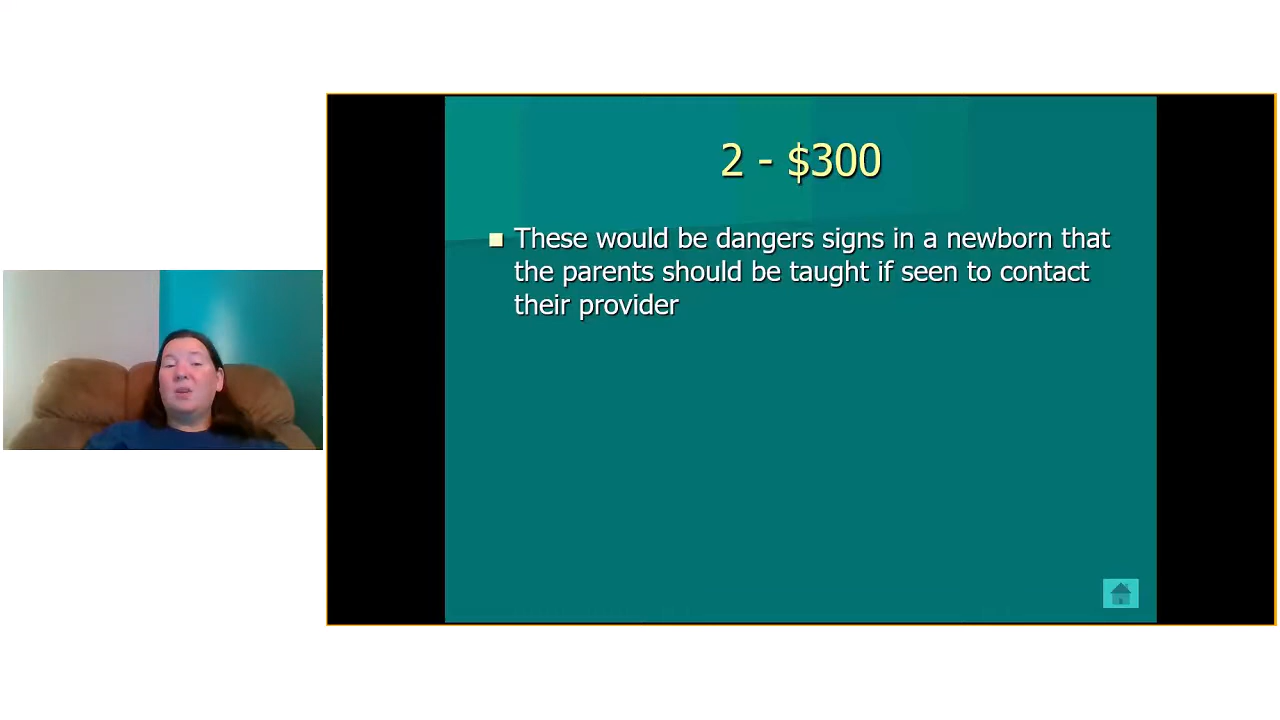 2 - $300
These would be dangers signs in a newborn that
the parents should be taught if seen to contact
their provider